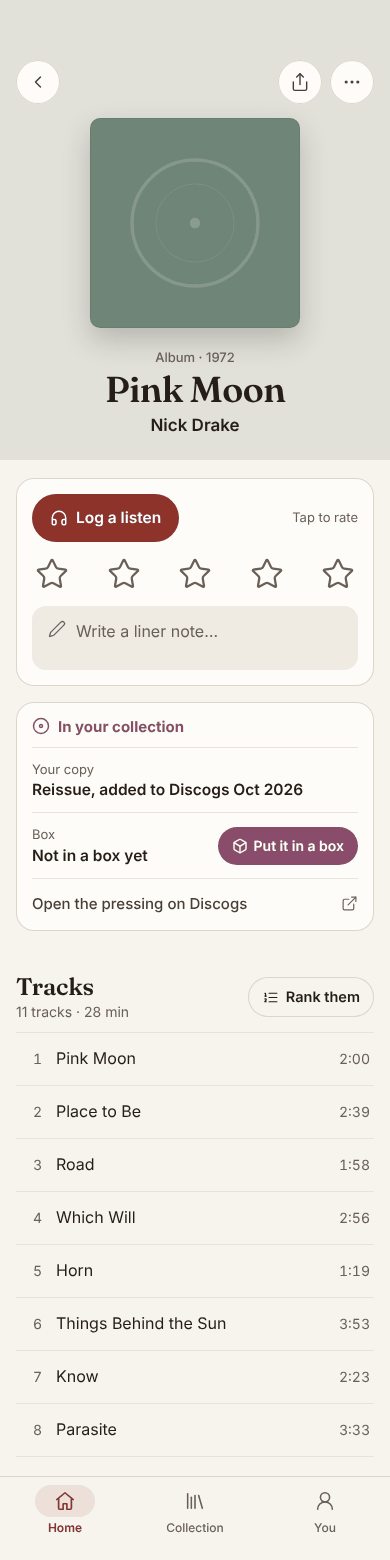 Album · 1972
Pink Moon
Nick Drake
Log a listen
Tap to rate
Write a liner note...
In your collection
Your copy
Reissue, added to Discogs Oct 2026
Box
Not in a box yet
Put it in a box
Open the pressing on Discogs
Tracks
11 tracks · 28 min
Rank them
1 Pink Moon 2:00
2 Place to Be 2:39
3 Road 1:58
4 Which Will 2:56
5 Horn 1:19
6 Things Behind the Sun 3:53
7 Know 2:23
8 Parasite 3:33
Home
Collection
You